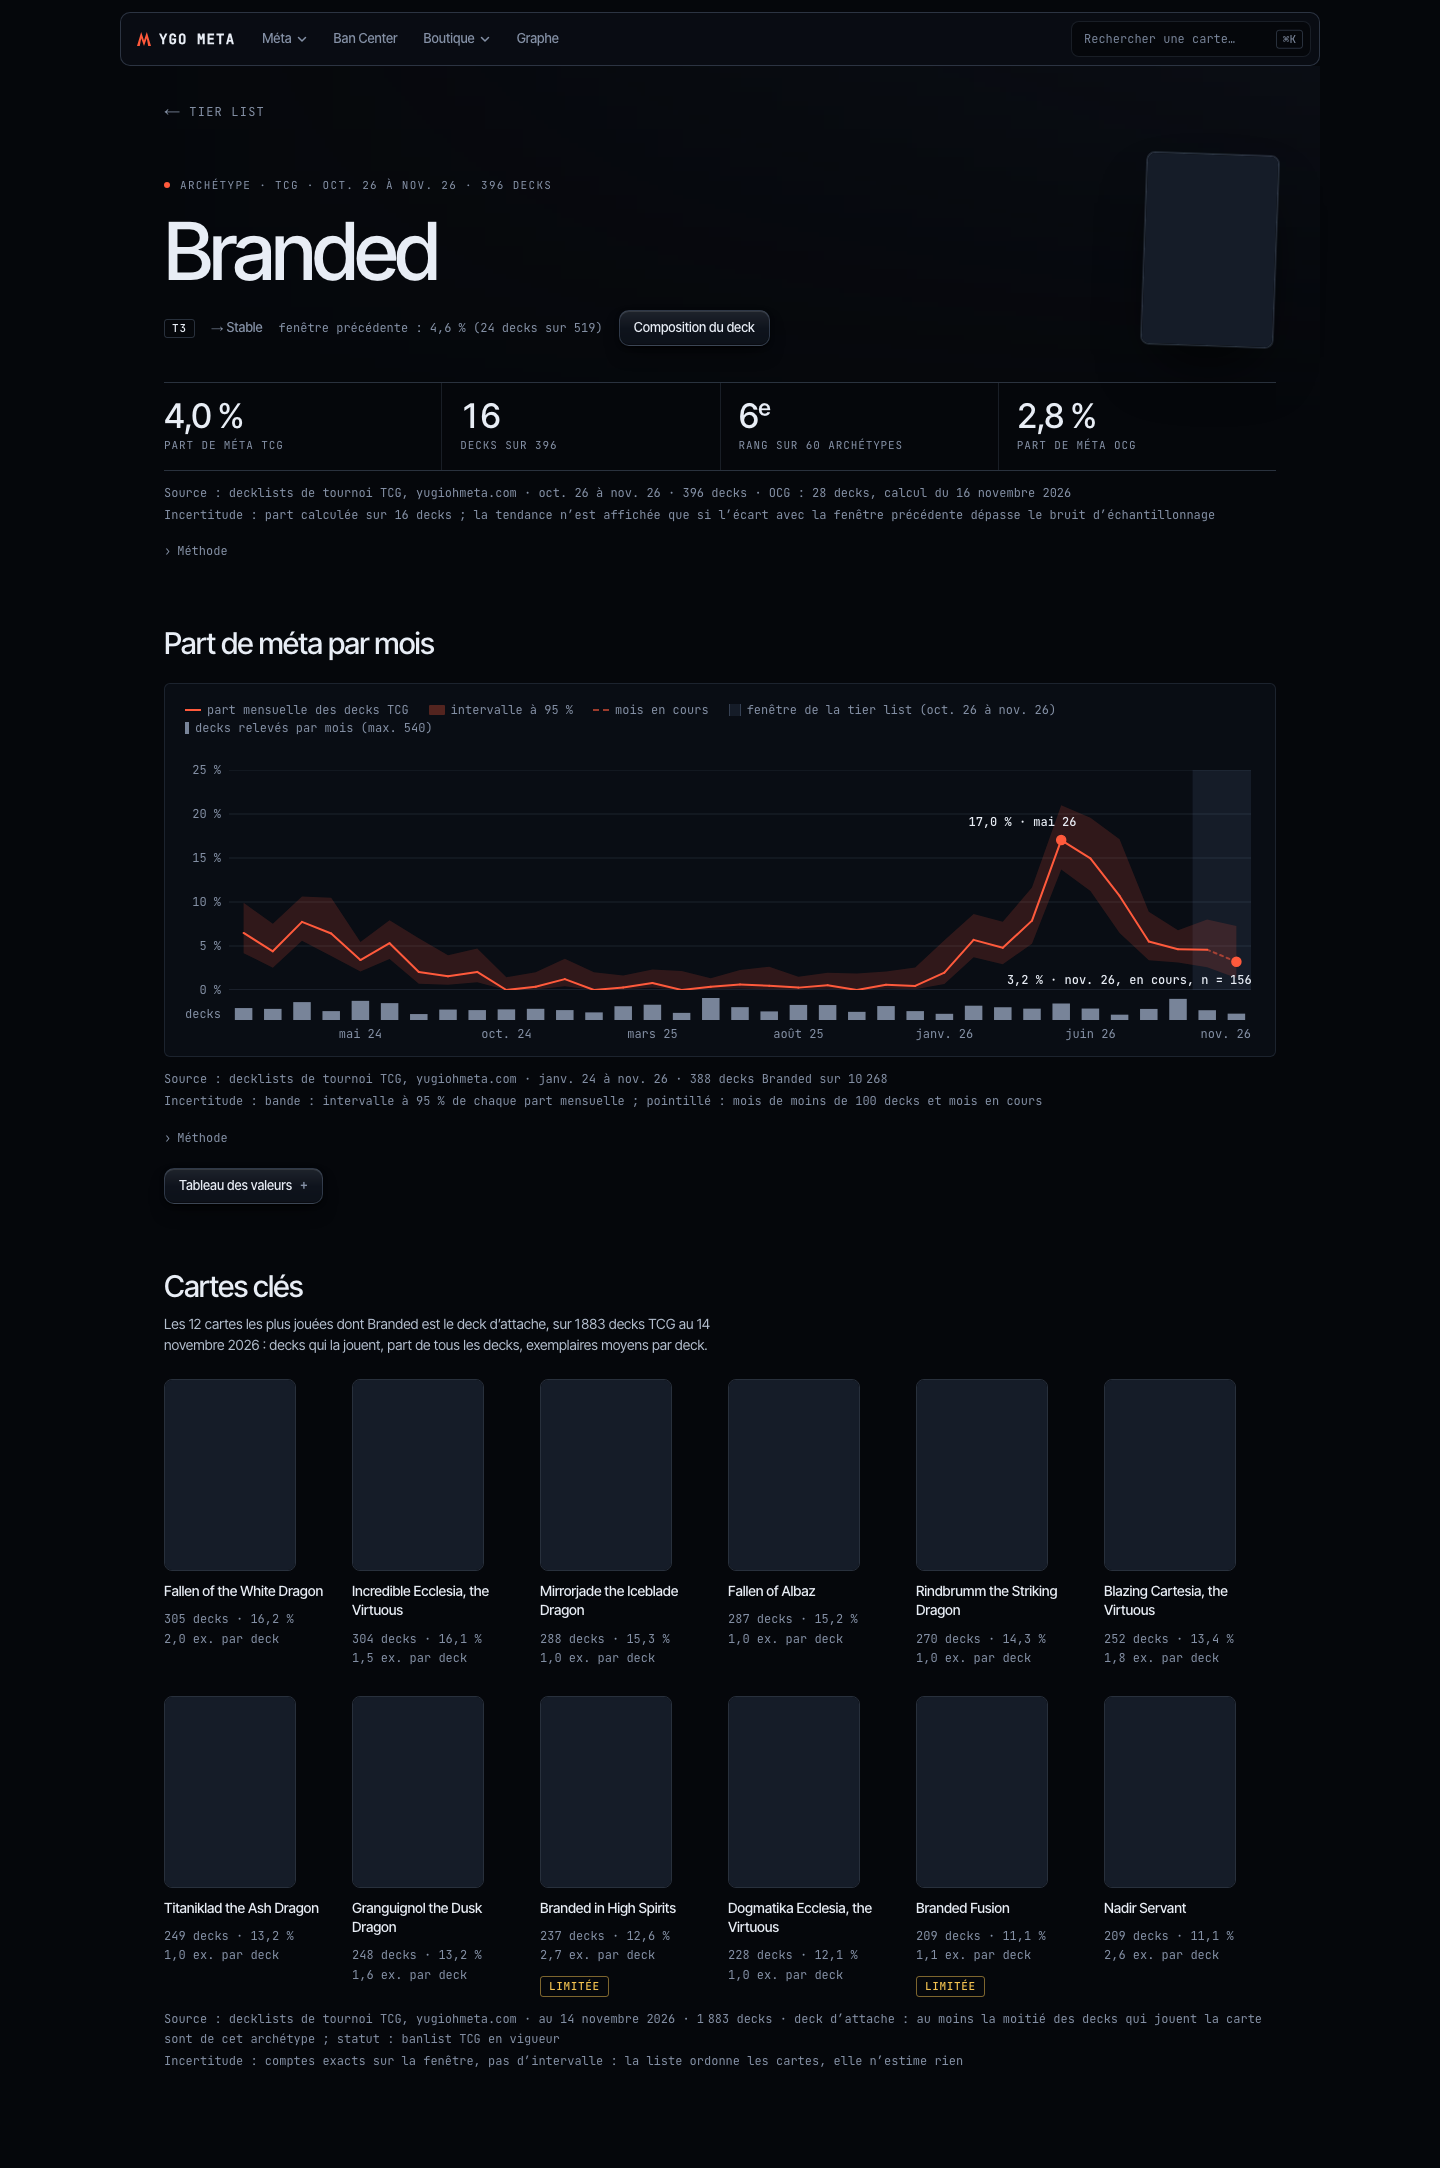 YGO META
Méta
Ban Center
Boutique
Graphe
Rechercher une carte…
⌘K
← TIER LIST
ARCHÉTYPE · TCG · OCT. 26 À NOV. 26 · 396 DECKS
Branded
T3
→ Stable
fenêtre précédente : 4,6 % (24 decks sur 519)
Composition du deck
4,0 %
PART DE MÉTA TCG
16
DECKS SUR 396
6e
RANG SUR 60 ARCHÉTYPES
2,8 %
PART DE MÉTA OCG
Source : decklists de tournoi TCG, yugiohmeta.com · oct. 26 à nov. 26 · 396 decks · OCG : 28 decks, calcul du 16 novembre 2026
Incertitude : part calculée sur 16 decks ; la tendance n’est affichée que si l’écart avec la fenêtre précédente dépasse le bruit d’échantillonnage
› Méthode
Part de méta par mois
part mensuelle des decks TCG
intervalle à 95 %
mois en cours
fenêtre de la tier list (oct. 26 à nov. 26)
decks relevés par mois (max. 540)
25 %
20 %
17,0 % · mai 26
15 %
10 %
5 %
3,2 % · nov. 26, en cours, n = 156
0 %
decks
mai 24
oct. 24
mars 25
août 25
janv. 26
juin 26
nov. 26
Source : decklists de tournoi TCG, yugiohmeta.com · janv. 24 à nov. 26 · 388 decks Branded sur 10 268
Incertitude : bande : intervalle à 95 % de chaque part mensuelle ; pointillé : mois de moins de 100 decks et mois en cours
› Méthode
Tableau des valeurs +
Cartes clés
Les 12 cartes les plus jouées dont Branded est le deck d’attache, sur 1 883 decks TCG au 14
novembre 2026 : decks qui la jouent, part de tous les decks, exemplaires moyens par deck.
Fallen of the White Dragon
305 decks · 16,2 %
2,0 ex. par deck
Incredible Ecclesia, the
Virtuous
304 decks · 16,1 %
1,5 ex. par deck
Mirrorjade the Iceblade
Dragon
288 decks · 15,3 %
1,0 ex. par deck
Fallen of Albaz
287 decks · 15,2 %
1,0 ex. par deck
Rindbrumm the Striking
Dragon
270 decks · 14,3 %
1,0 ex. par deck
Blazing Cartesia, the
Virtuous
252 decks · 13,4 %
1,8 ex. par deck
Titaniklad the Ash Dragon
249 decks · 13,2 %
1,0 ex. par deck
Granguignol the Dusk
Dragon
248 decks · 13,2 %
1,6 ex. par deck
Branded in High Spirits
237 decks · 12,6 %
2,7 ex. par deck
LIMITÉE
Dogmatika Ecclesia, the
Virtuous
228 decks · 12,1 %
1,0 ex. par deck
Branded Fusion
209 decks · 11,1 %
1,1 ex. par deck
LIMITÉE
Nadir Servant
209 decks · 11,1 %
2,6 ex. par deck
Source : decklists de tournoi TCG, yugiohmeta.com · au 14 novembre 2026 · 1 883 decks · deck d’attache : au moins la moitié des decks qui jouent la carte
sont de cet archétype ; statut : banlist TCG en vigueur
Incertitude : comptes exacts sur la fenêtre, pas d’intervalle : la liste ordonne les cartes, elle n’estime rien